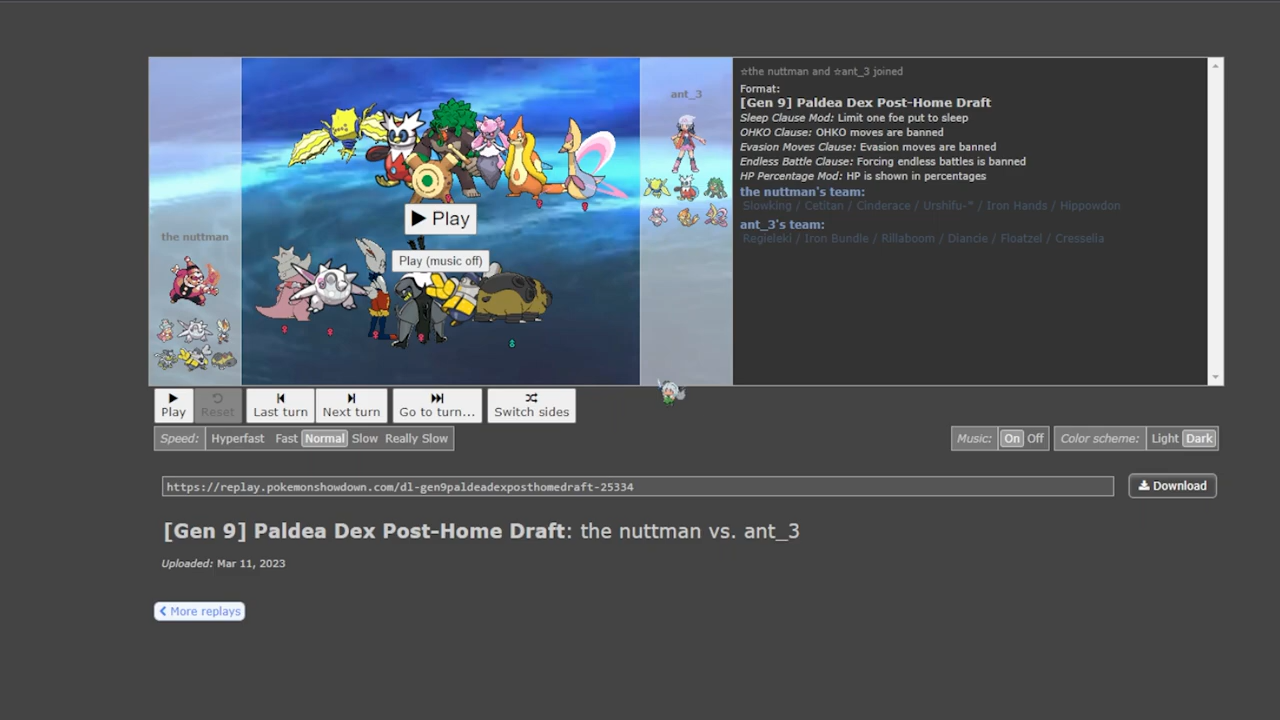 ☆the nuttman and ☆ant_3 joined
Format:
[Gen 9] Paldea Dex Post-Home Draft
Sleep Clause Mod: Limit one foe put to sleep
OHKO Clause: OHKO moves are banned
Evasion Moves Clause: Evasion moves are banned
Endless Battle Clause: Forcing endless battles is banned
HP Percentage Mod: HP is shown in percentages
the nuttman's team:
Slowking / Cetitan / Cinderace / Urshifu-* / Iron Hands / Hippowdon
ant_3's team:
Regieleki / Iron Bundle / Rillaboom / Diancie / Floatzel / Cresselia
ant_3
the nuttman
Play
Play (music off)
Play Reset Last turn Next turn Go to turn... Switch sides
Speed: Hyperfast Fast Normal Slow Really Slow
Music: On Off Color scheme: Light Dark
https://replay.pokemonshowdown.com/dl-gen9paldeadexposthomedraft-25334
Download
[Gen 9] Paldea Dex Post-Home Draft: the nuttman vs. ant_3
Uploaded: Mar 11, 2023
More replays